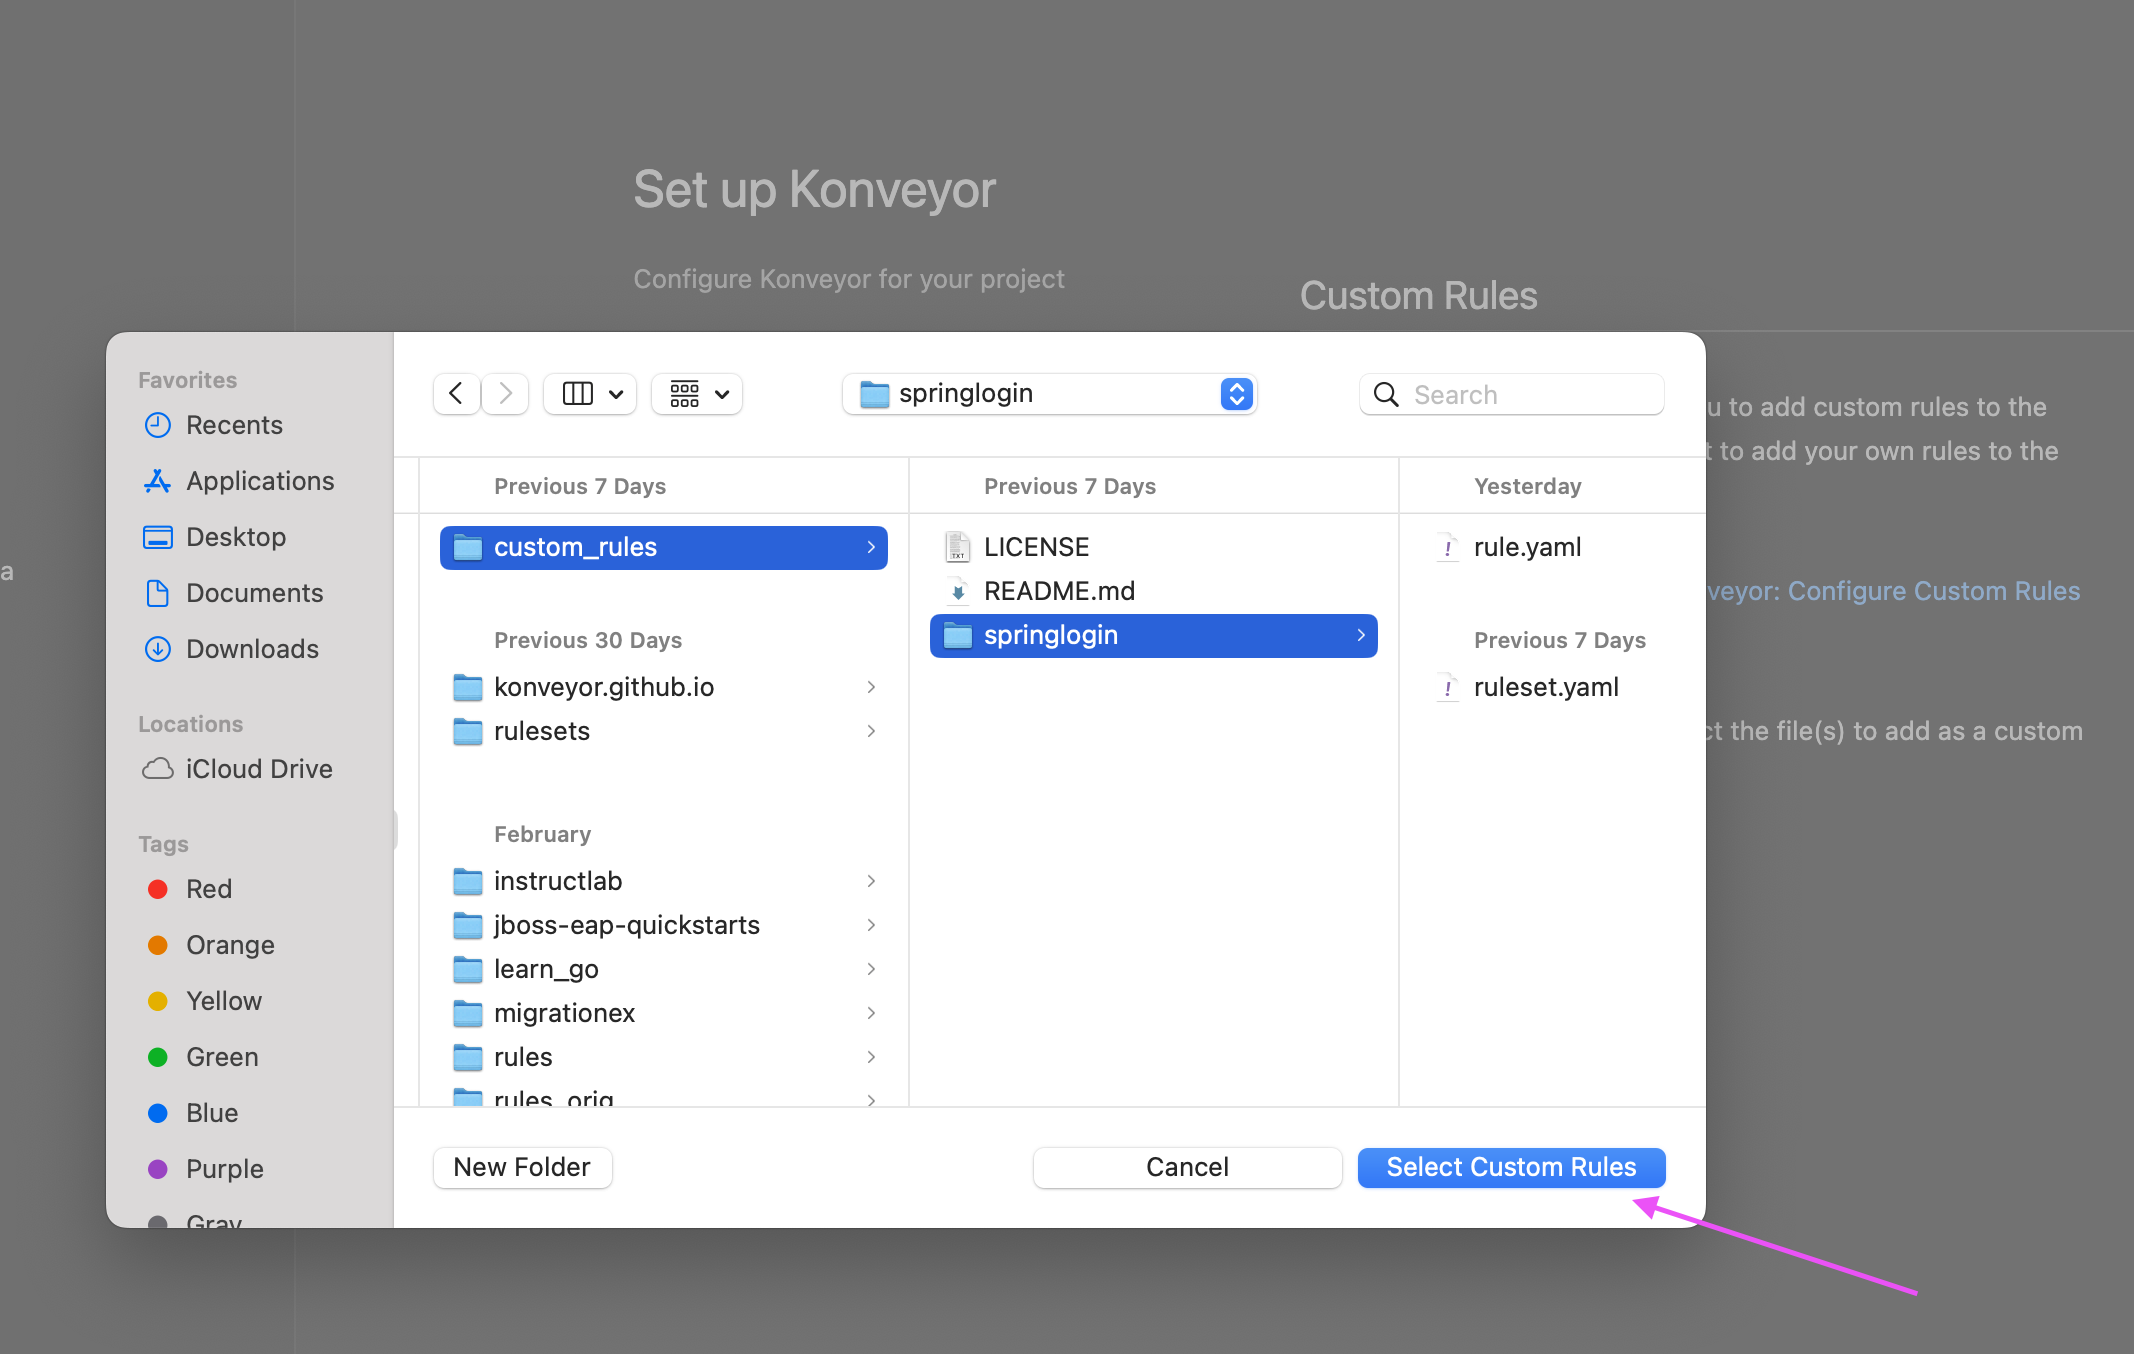 Set up Konveyor
Configure Konveyor for your project
Custom Rules
u to add custom rules to the
t to add your own rules to the
veyor: Configure Custom Rules
ct the file(s) to add as a custom
a
Favorites
Recents
Applications
Desktop
Documents
Downloads
Locations
iCloud Drive
Tags
Red
Orange
Yellow
Green
Blue
Purple
Gray
springlogin
Search
Previous 7 Days
custom_rules
Previous 30 Days
konveyor.github.io
rulesets
February
instructlab
jboss-eap-quickstarts
learn_go
migrationex
rules
rules_orig
Previous 7 Days
LICENSE
README.md
springlogin
Yesterday
rule.yaml
Previous 7 Days
ruleset.yaml
New Folder
Cancel
Select Custom Rules